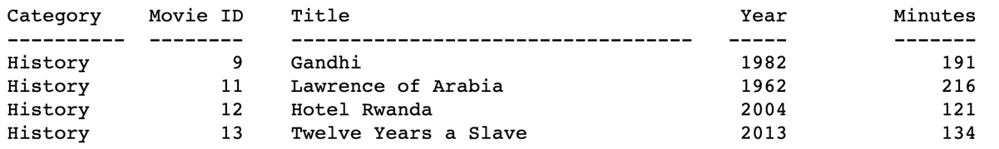 Category    Movie ID    Title                                Year    Minutes
----------  --------    ----------------------------------   -----   -------
History            9    Gandhi                               1982        191
History           11    Lawrence of Arabia                   1962        216
History           12    Hotel Rwanda                         2004        121
History           13    Twelve Years a Slave                 2013        134